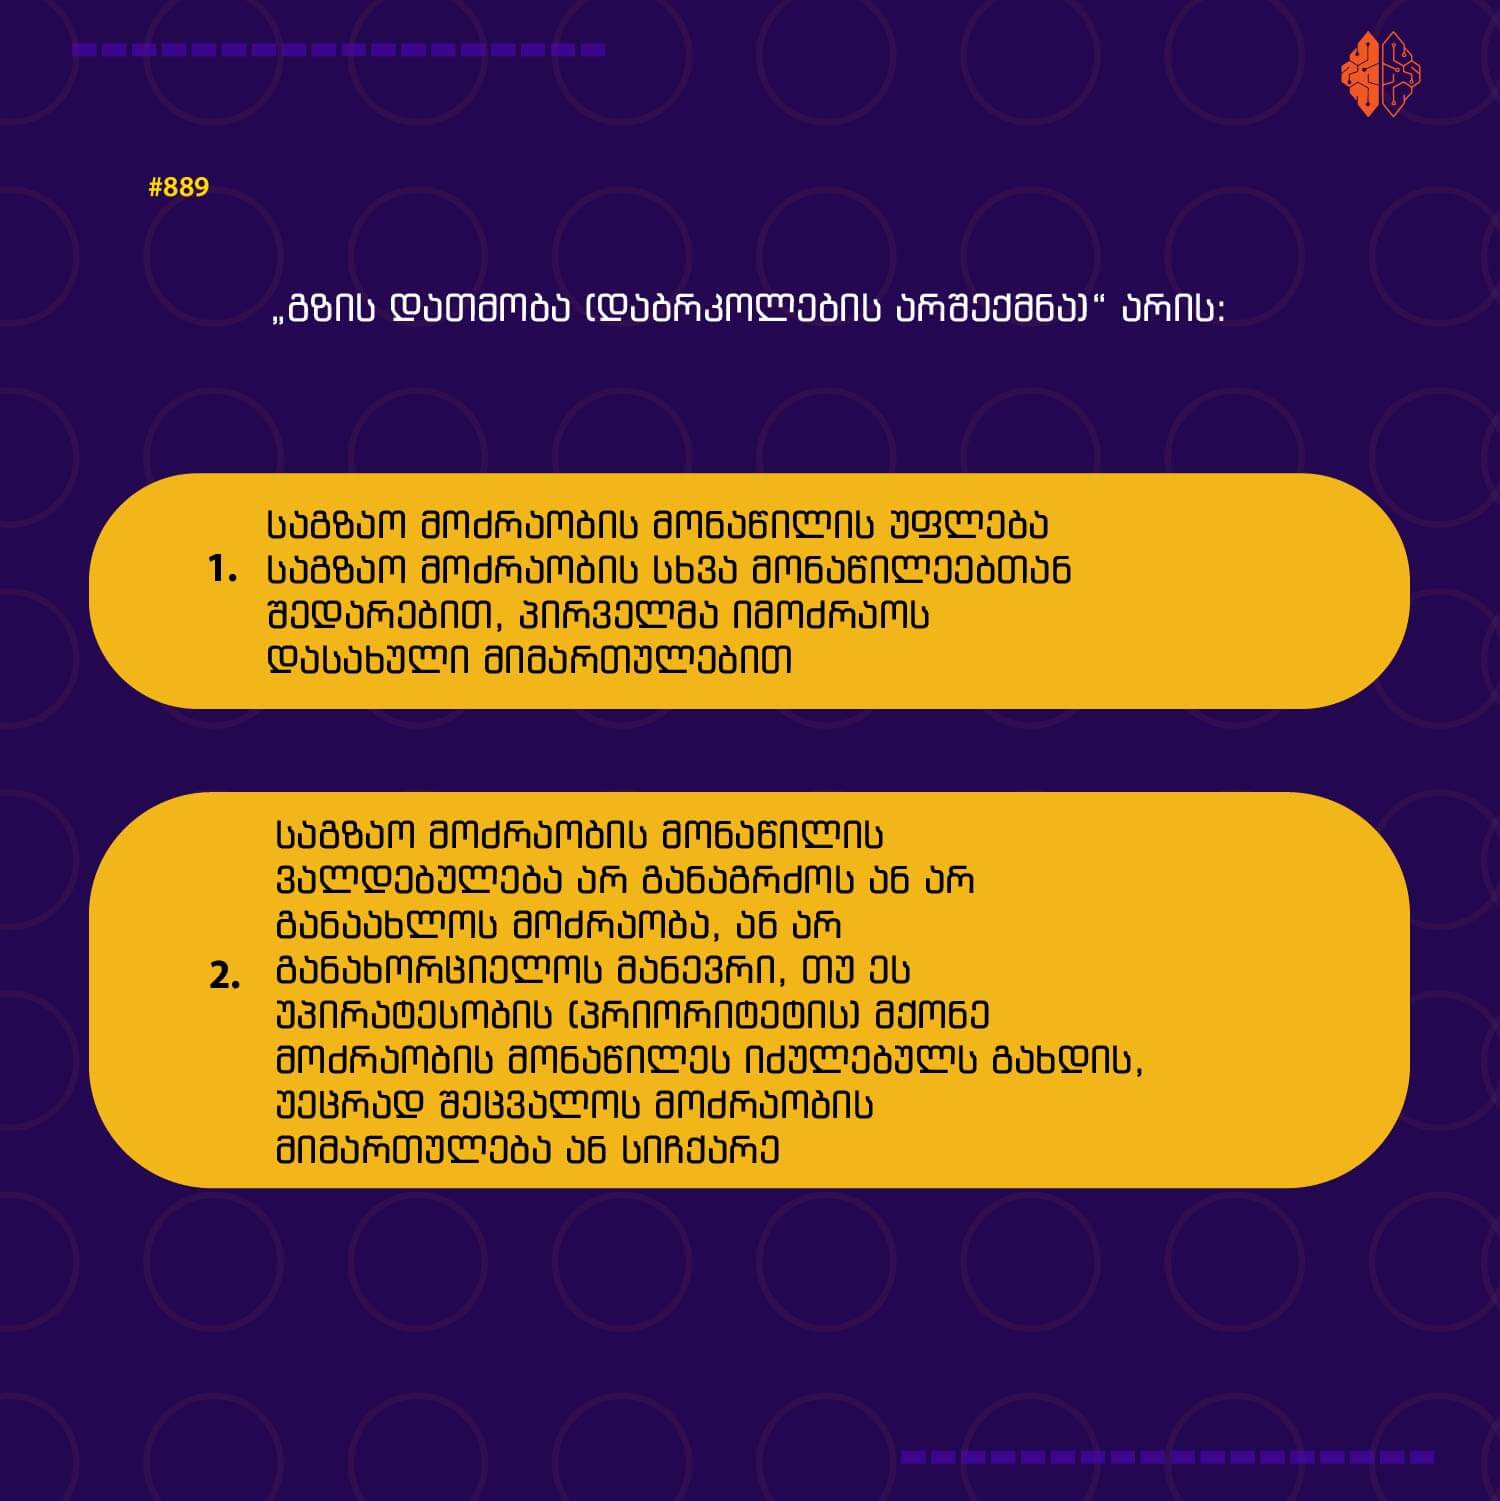 #889
„გზის დათმობა (დაბრკოლების არშექმნა)“ არის:
საგზაო მოძრაობის მონაწილის უფლება
1. საგზაო მოძრაობის სხვა მონაწილეებთან
შედარებით, პირველმა იმოძრაოს
დასახული მიმართულებით
საგზაო მოძრაობის მონაწილის
ვალდებულება არ განაგრძოს ან არ
განაახლოს მოძრაობა, ან არ
2. განახორციელოს მანევრი, თუ ეს
უპირატესობის (პრიორიტეტის) მქონე
მოძრაობის მონაწილეს იძულებულს გახდის,
უეცრად შეცვალოს მოძრაობის
მიმართულება ან სიჩქარე